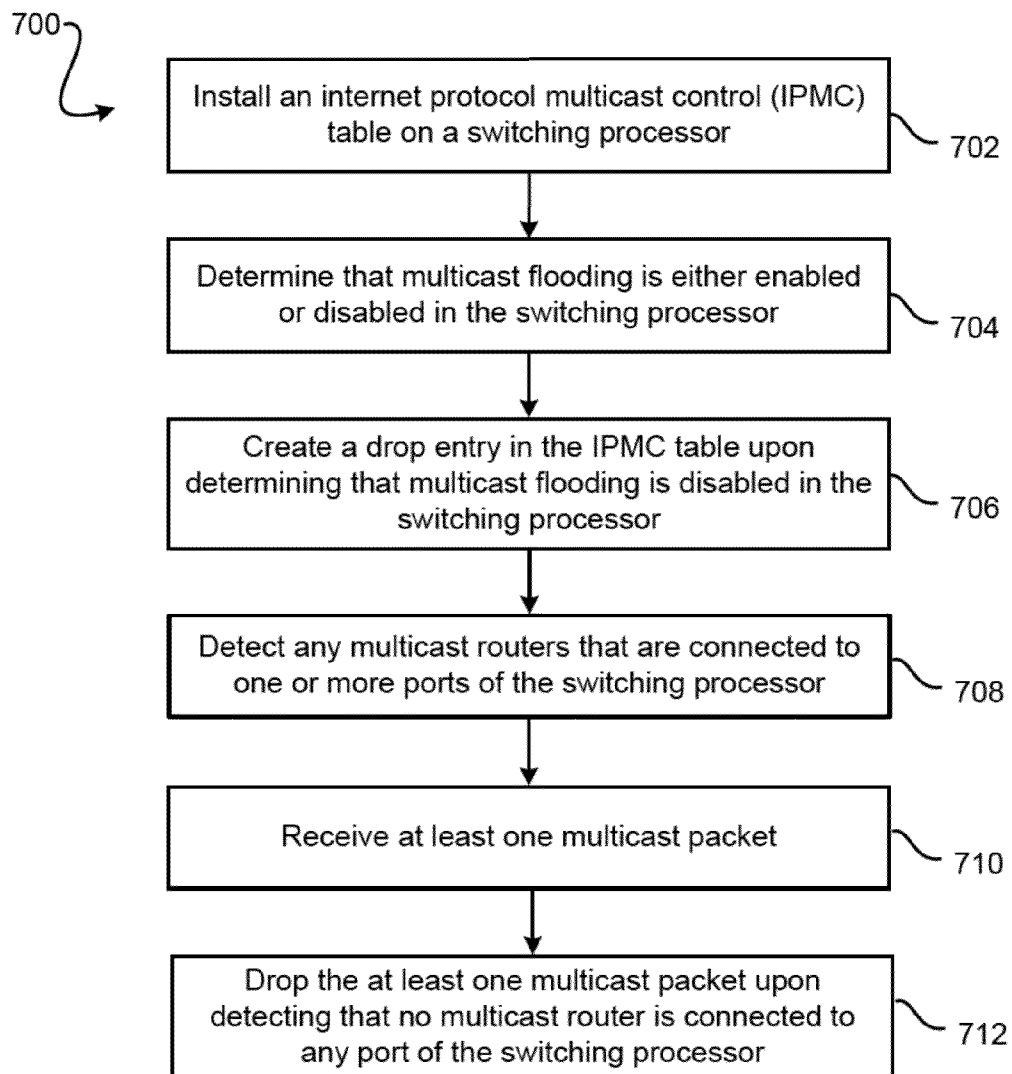 700
Install an internet protocol multicast control (IPMC)
table on a switching processor
702
Determine that multicast flooding is either enabled
or disabled in the switching processor
704
Create a drop entry in the IPMC table upon
determining that multicast flooding is disabled in the
switching processor
706
Detect any multicast routers that are connected to
one or more ports of the switching processor
708
Receive at least one multicast packet
710
Drop the at least one multicast packet upon
detecting that no multicast router is connected to
any port of the switching processor
712